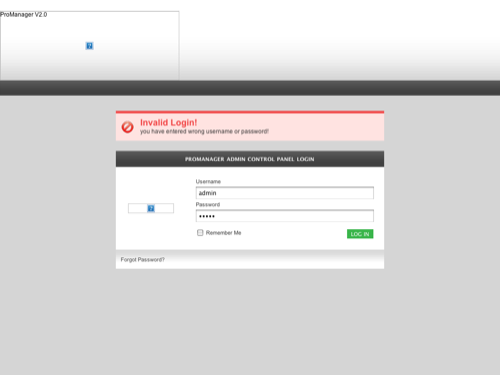 ProManager V2.0
Invalid Login!
you have entered wrong username or password!
PROMANAGER ADMIN CONTROL PANEL LOGIN
Username
admin
Password
•••••
Remember Me
LOG IN
Forgot Password?